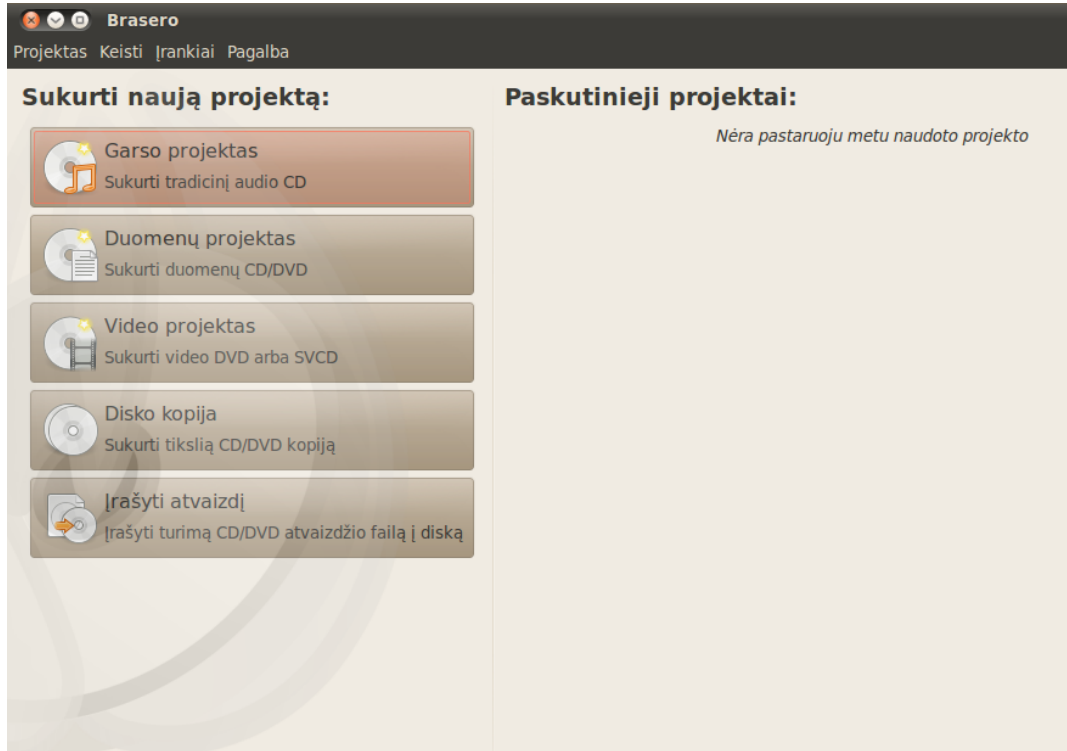 Brasero
Projektas Keisti Įrankiai Pagalba
Sukurti naują projektą:
Garso projektas
Sukurti tradicinį audio CD
Duomenų projektas
Sukurti duomenų CD/DVD
Video projektas
Sukurti video DVD arba SVCD
Disko kopija
Sukurti tikslią CD/DVD kopiją
Įrašyti atvaizdį
Įrašyti turimą CD/DVD atvaizdžio failą į diską
Paskutinieji projektai:
Nėra pastaruoju metu naudoto projekto